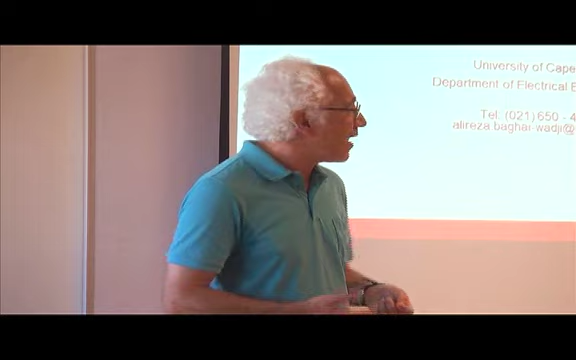 University of Cape
Department of Electrical E
Tel: (021) 650 - 4
alireza.baghai-wadji@